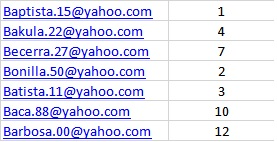 Baptista.15@yahoo.com 1
Bakula.22@yahoo.com 4
Becerra.27@yahoo.com 7
Bonilla.50@yahoo.com 2
Batista.11@yahoo.com 3
Baca.88@yahoo.com 10
Barbosa.00@yahoo.com 12